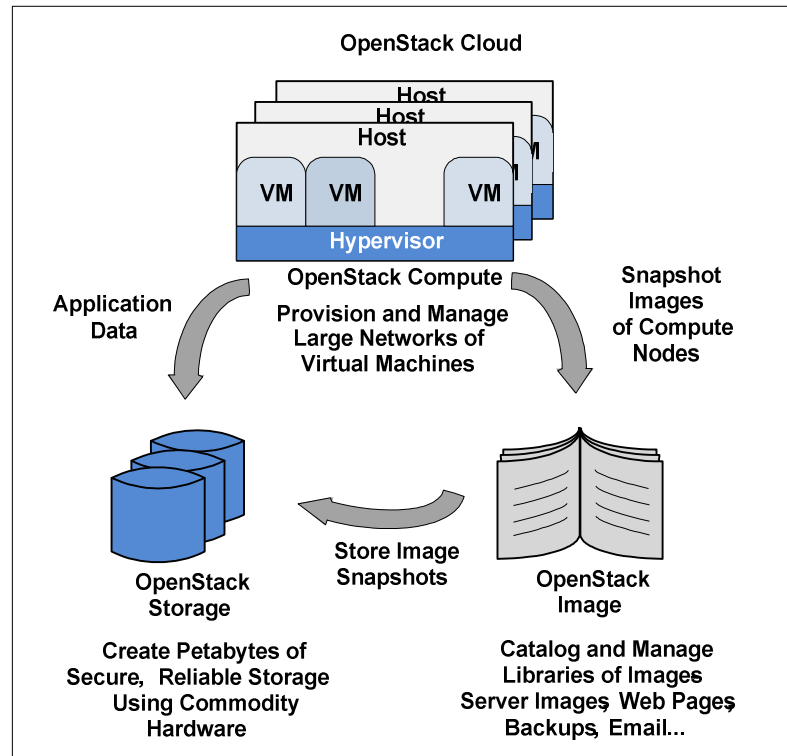 OpenStack Cloud
Host
Host
Host
VM
VM
VM
Hypervisor
OpenStack Compute
Provision and Manage
Large Networks of
Virtual Machines
Application
Data
Snapshot
Images
of Compute
Nodes
Store Image
Snapshots
OpenStack
Storage
Create Petabytes of
Secure, Reliable Storage
Using Commodity
Hardware
OpenStack
Image
Catalog and Manage
Libraries of Images-
Server Images, Web Pages,
Backups, Email...